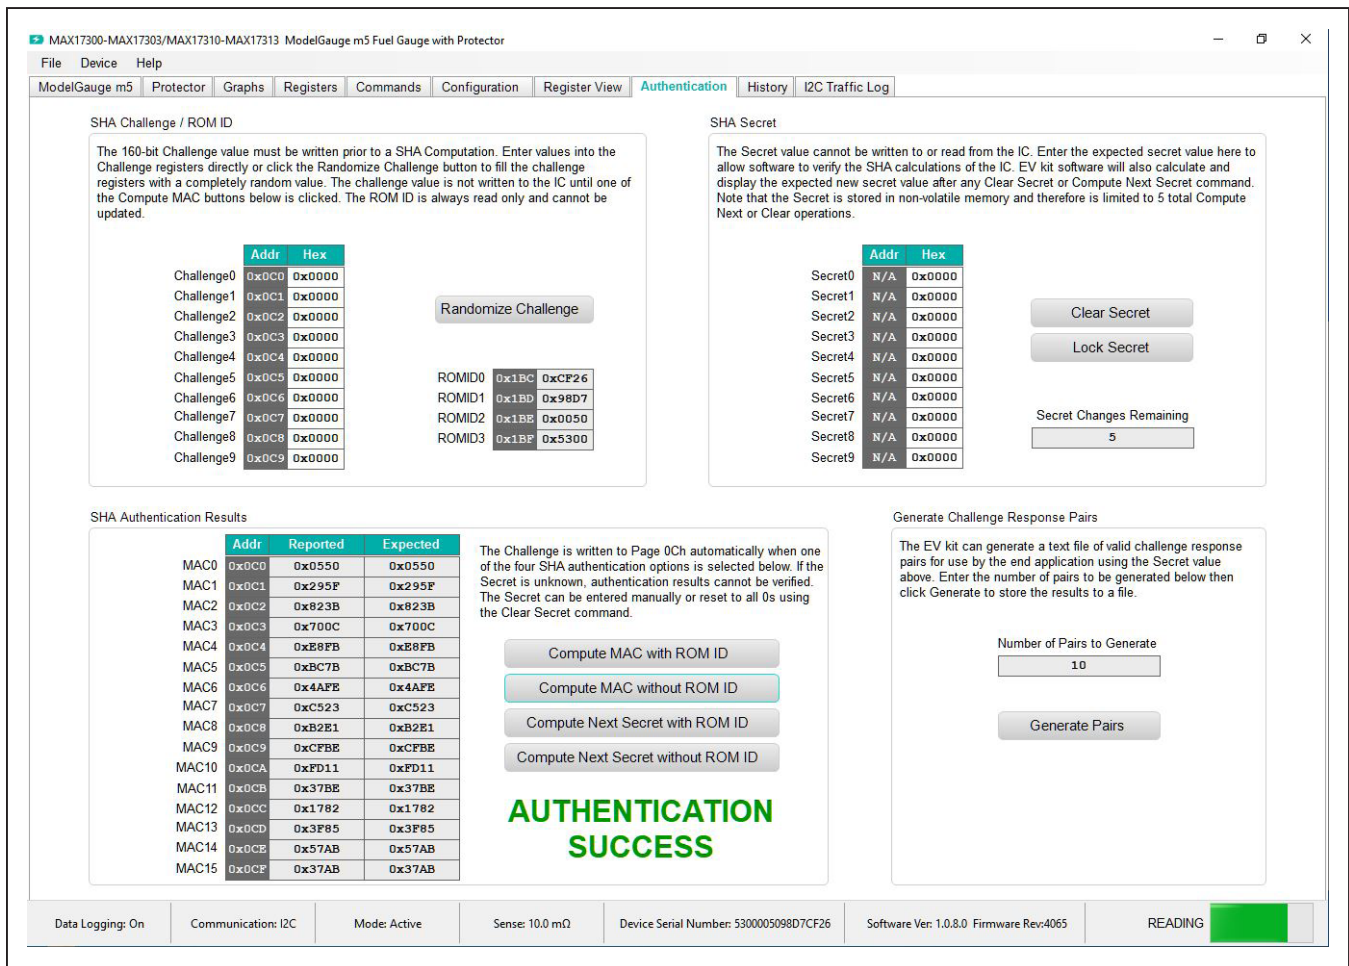 MAX17300-MAX17303/MAX17310-MAX17313 ModelGauge m5 Fuel Gauge with Protector
File Device Help
ModelGauge m5 Protector Graphs Registers Commands Configuration Register View Authentication History I2C Traffic Log
SHA Challenge / ROM ID
The 160-bit Challenge value must be written prior to a SHA Computation. Enter values into the
Challenge registers directly or click the Randomize Challenge button to fill the challenge
registers with a completely random value. The challenge value is not written to the IC until one of
the Compute MAC buttons below is clicked. The ROM ID is always read only and cannot be
updated.
Addr Hex
Challenge0 0x0C0 0x0000
Challenge1 0x0C1 0x0000
Challenge2 0x0C2 0x0000
Challenge3 0x0C3 0x0000
Challenge4 0x0C4 0x0000
Challenge5 0x0C5 0x0000
Challenge6 0x0C6 0x0000
Challenge7 0x0C7 0x0000
Challenge8 0x0C8 0x0000
Challenge9 0x0C9 0x0000
Randomize Challenge
ROMID0 0x1BC 0xCF26
ROMID1 0x1BD 0x98D7
ROMID2 0x1BE 0x0050
ROMID3 0x1BF 0x5300
SHA Secret
The Secret value cannot be written to or read from the IC. Enter the expected secret value here to
allow software to verify the SHA calculations of the IC. EV kit software will also calculate and
display the expected new secret value after any Clear Secret or Compute Next Secret command.
Note that the Secret is stored in non-volatile memory and therefore is limited to 5 total Compute
Next or Clear operations.
Addr Hex
Secret0 N/A 0x0000
Secret1 N/A 0x0000
Secret2 N/A 0x0000
Secret3 N/A 0x0000
Secret4 N/A 0x0000
Secret5 N/A 0x0000
Secret6 N/A 0x0000
Secret7 N/A 0x0000
Secret8 N/A 0x0000
Secret9 N/A 0x0000
Clear Secret
Lock Secret
Secret Changes Remaining
5
SHA Authentication Results
Addr Reported Expected
MAC0 0x0C0 0x0550 0x0550
MAC1 0x0C1 0x295F 0x295F
MAC2 0x0C2 0x823B 0x823B
MAC3 0x0C3 0x700C 0x700C
MAC4 0x0C4 0xE8FB 0xE8FB
MAC5 0x0C5 0xBC7B 0xBC7B
MAC6 0x0C6 0x4AFE 0x4AFE
MAC7 0x0C7 0xC523 0xC523
MAC8 0x0C8 0xB2E1 0xB2E1
MAC9 0x0C9 0xCFBE 0xCFBE
MAC10 0x0CA 0xFD11 0xFD11
MAC11 0x0CB 0x37BE 0x37BE
MAC12 0x0CC 0x1782 0x1782
MAC13 0x0CD 0x3F85 0x3F85
MAC14 0x0CE 0x57AB 0x57AB
MAC15 0x0CF 0x37AB 0x37AB
The Challenge is written to Page 0Ch automatically when one
of the four SHA authentication options is selected below. If the
Secret is unknown, authentication results cannot be verified.
The Secret can be entered manually or reset to all 0s using
the Clear Secret command.
Compute MAC with ROM ID
Compute MAC without ROM ID
Compute Next Secret with ROM ID
Compute Next Secret without ROM ID
AUTHENTICATION
SUCCESS
Generate Challenge Response Pairs
The EV kit can generate a text file of valid challenge response
pairs for use by the end application using the Secret value
above. Enter the number of pairs to be generated below then
click Generate to store the results to a file.
Number of Pairs to Generate
10
Generate Pairs
Data Logging: On Communication: I2C Mode: Active Sense: 10.0 mΩ Device Serial Number: 5300005098D7CF26 Software Ver: 1.0.8.0 Firmware Rev:4065 READING